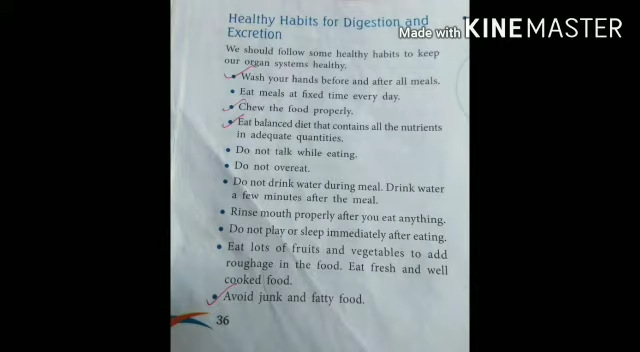 Healthy Habits for Digestion and
Excretion
Made with KINEMASTER
We should follow some healthy habits to keep
our organ systems healthy.
• Wash your hands before and after all meals.
• Eat meals at fixed time every day.
• Chew the food properly.
• Eat balanced diet that contains all the nutrients
in adequate quantities.
• Do not talk while eating.
• Do not overeat.
• Do not drink water during meal. Drink water
a few minutes after the meal.
• Rinse mouth properly after you eat anything.
• Do not play or sleep immediately after eating.
• Eat lots of fruits and vegetables to add
roughage in the food. Eat fresh and well
cooked food.
• Avoid junk and fatty food.
36